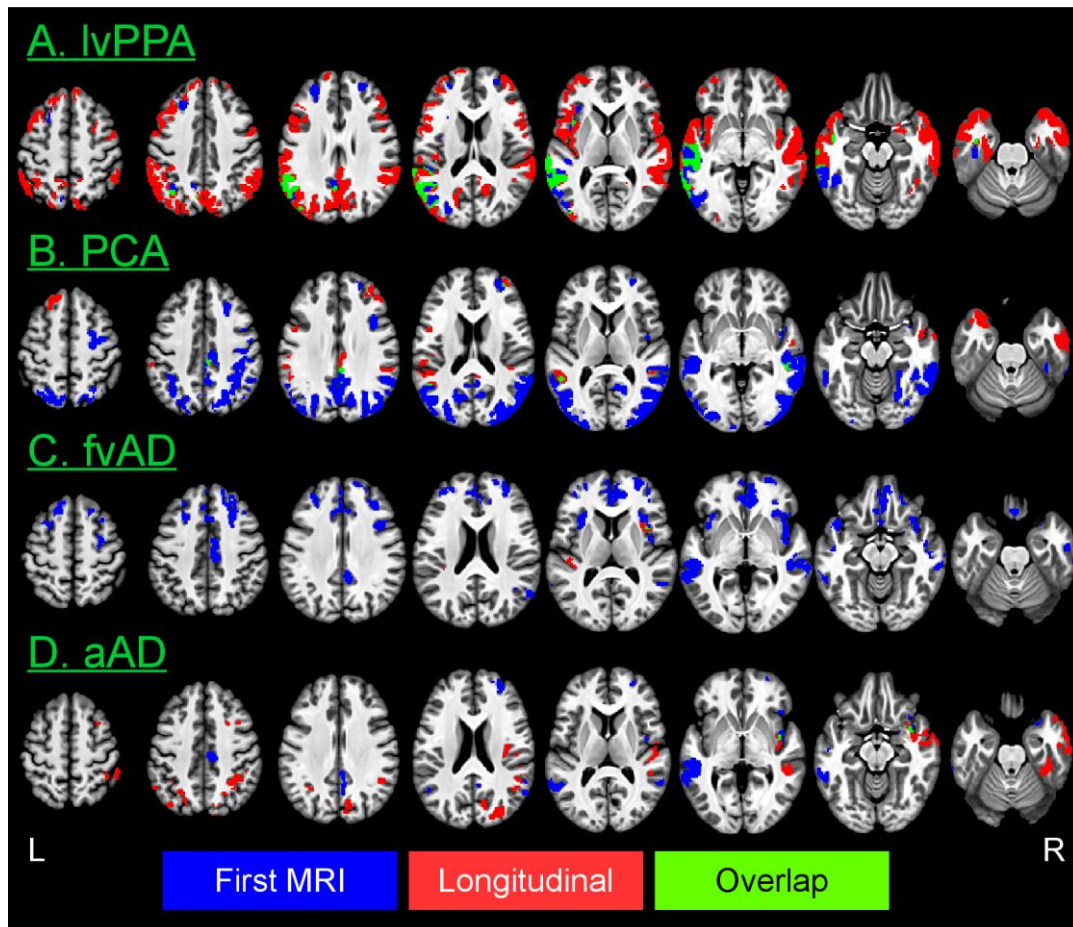 A. lvPPA
B. PCA
C. fvAD
D. aAD
L R
First MRI Longitudinal Overlap